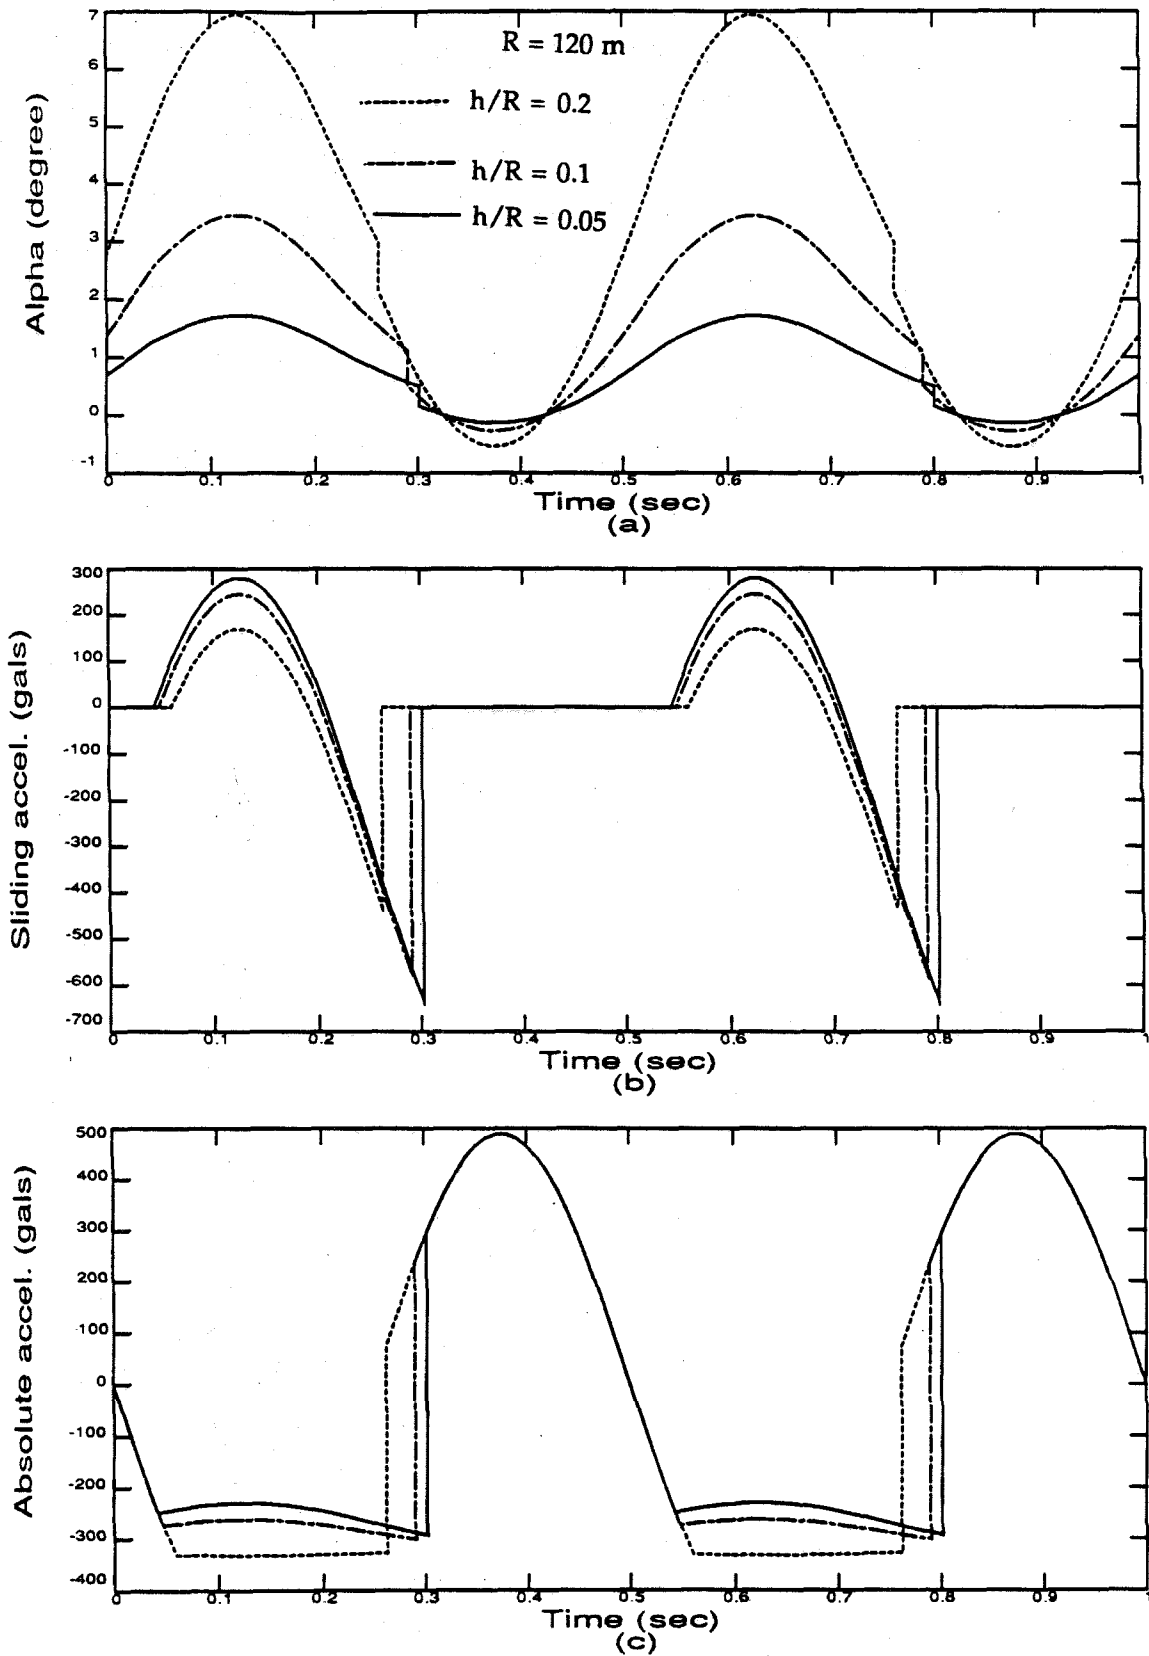 7
6
5
4
3
2
1
0
-1
Alpha (degree)
R = 120 m
h/R = 0.2
h/R = 0.1
h/R = 0.05
0 0.1 0.2 0.3 0.4 0.5 0.6 0.7 0.8 0.9 1
Time (sec)
(a)
300
200
100
0
-100
-200
-300
-400
-500
-600
-700
Sliding accel. (gals)
0 0.1 0.2 0.3 0.4 0.5 0.6 0.7 0.8 0.9 1
Time (sec)
(b)
500
400
300
200
100
0
-100
-200
-300
-400
Absolute accel. (gals)
0 0.1 0.2 0.3 0.4 0.5 0.6 0.7 0.8 0.9 1
Time (sec)
(c)